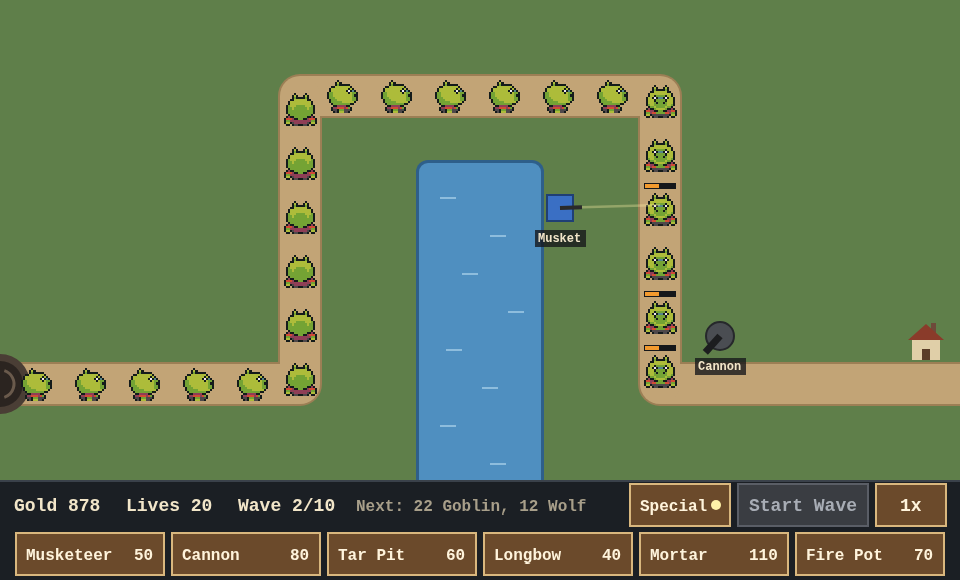 Musket
Cannon
Gold 878 Lives 20 Wave 2/10 Next: 22 Goblin, 12 Wolf Special Start Wave 1x
Musketeer 50 Cannon 80 Tar Pit 60 Longbow 40 Mortar 110 Fire Pot 70